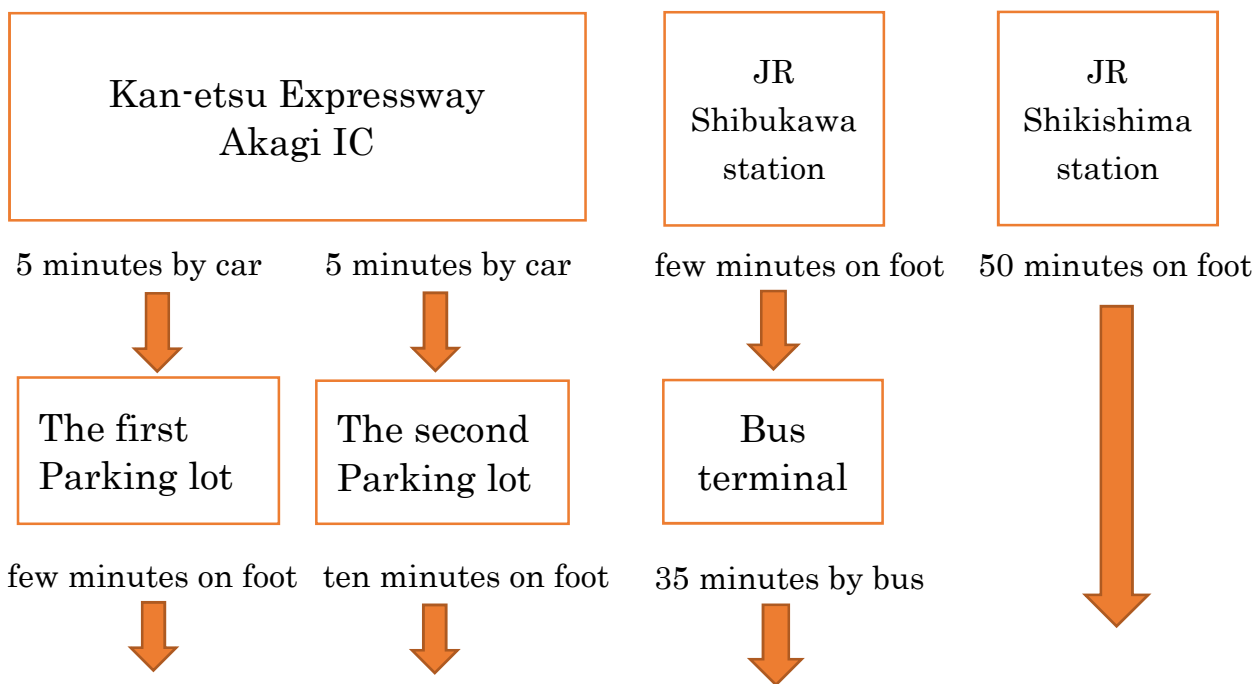 Kan-etsu Expressway
Akagi IC
JR
Shibukawa
station
JR
Shikishima
station
5 minutes by car
5 minutes by car
few minutes on foot
50 minutes on foot
The first
Parking lot
The second
Parking lot
Bus
terminal
few minutes on foot
ten minutes on foot
35 minutes by bus